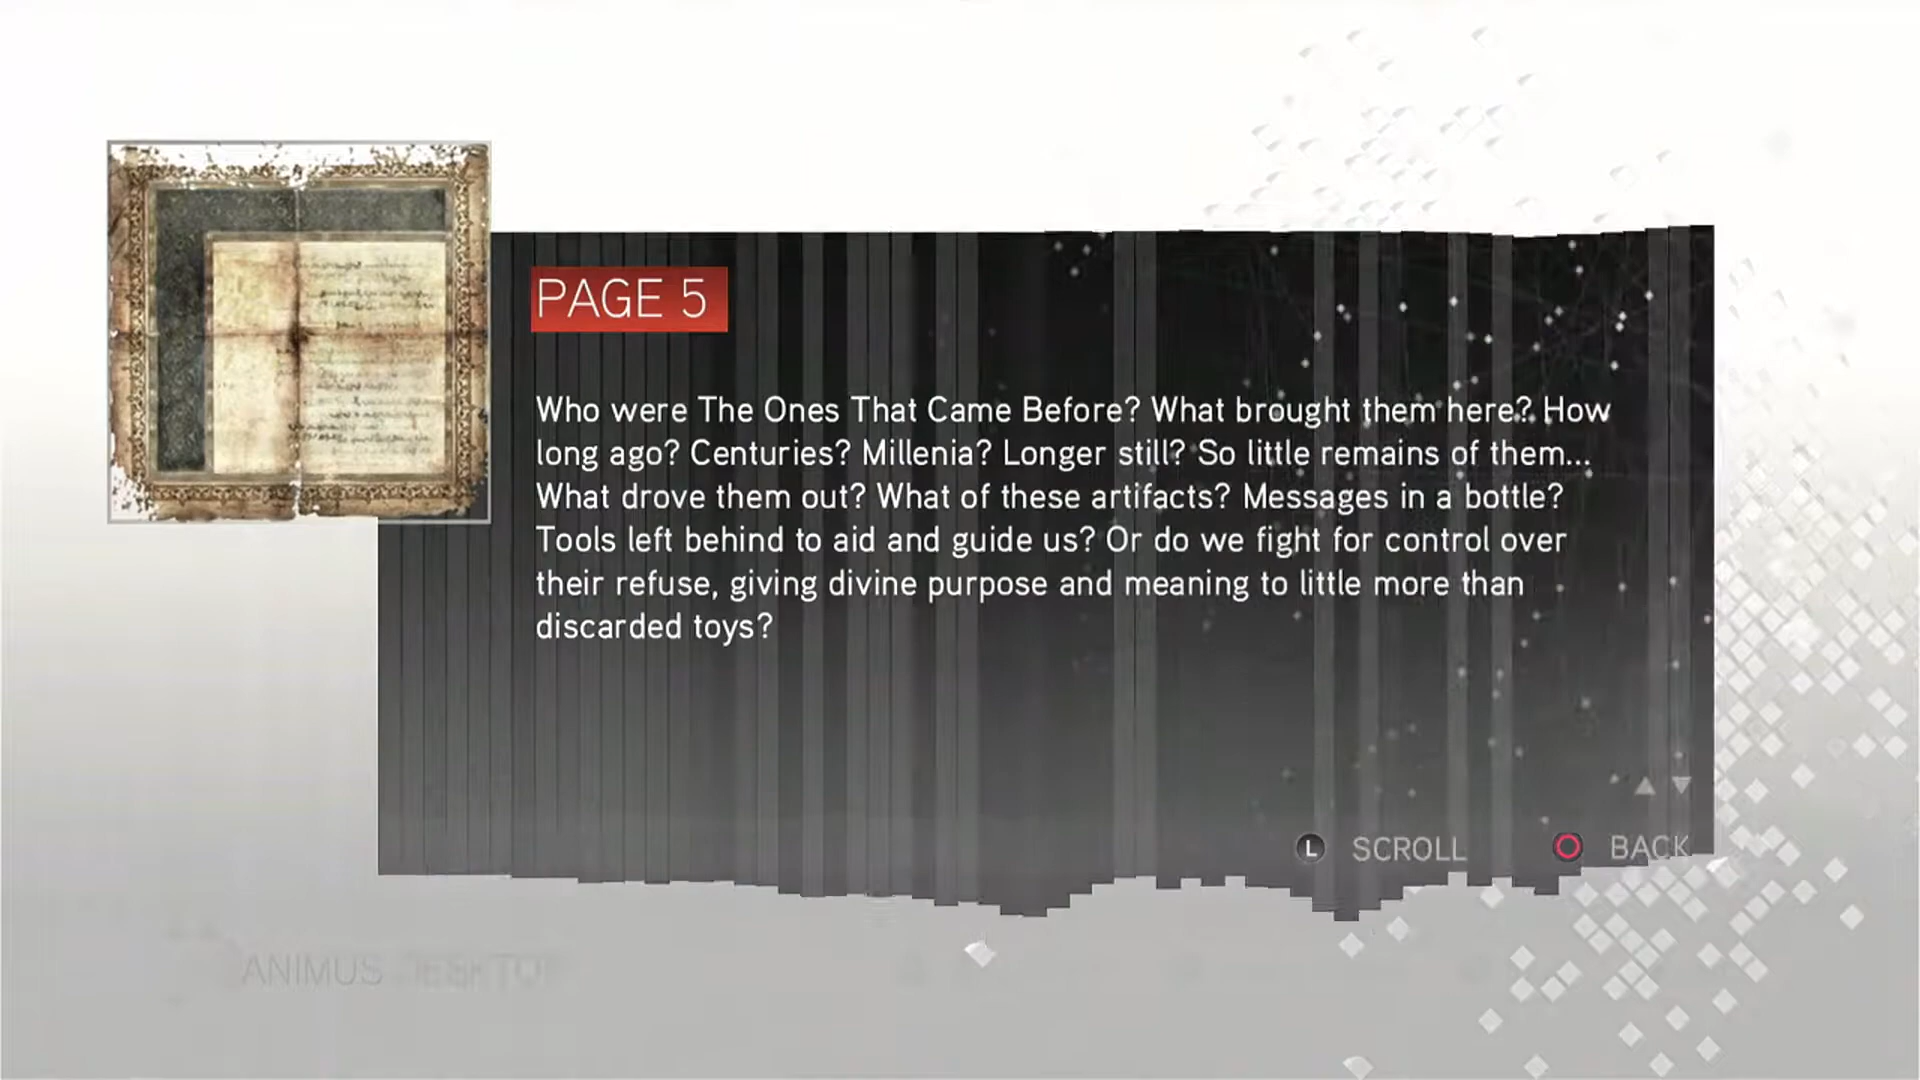 PAGE 5
Who were The Ones That Came Before? What brought them here? How
long ago? Centuries? Millenia? Longer still? So little remains of them...
What drove them out? What of these artifacts? Messages in a bottle?
Tools left behind to aid and guide us? Or do we fight for control over
their refuse, giving divine purpose and meaning to little more than
discarded toys?
L SCROLL BACK
ANIMUS DESKTOP